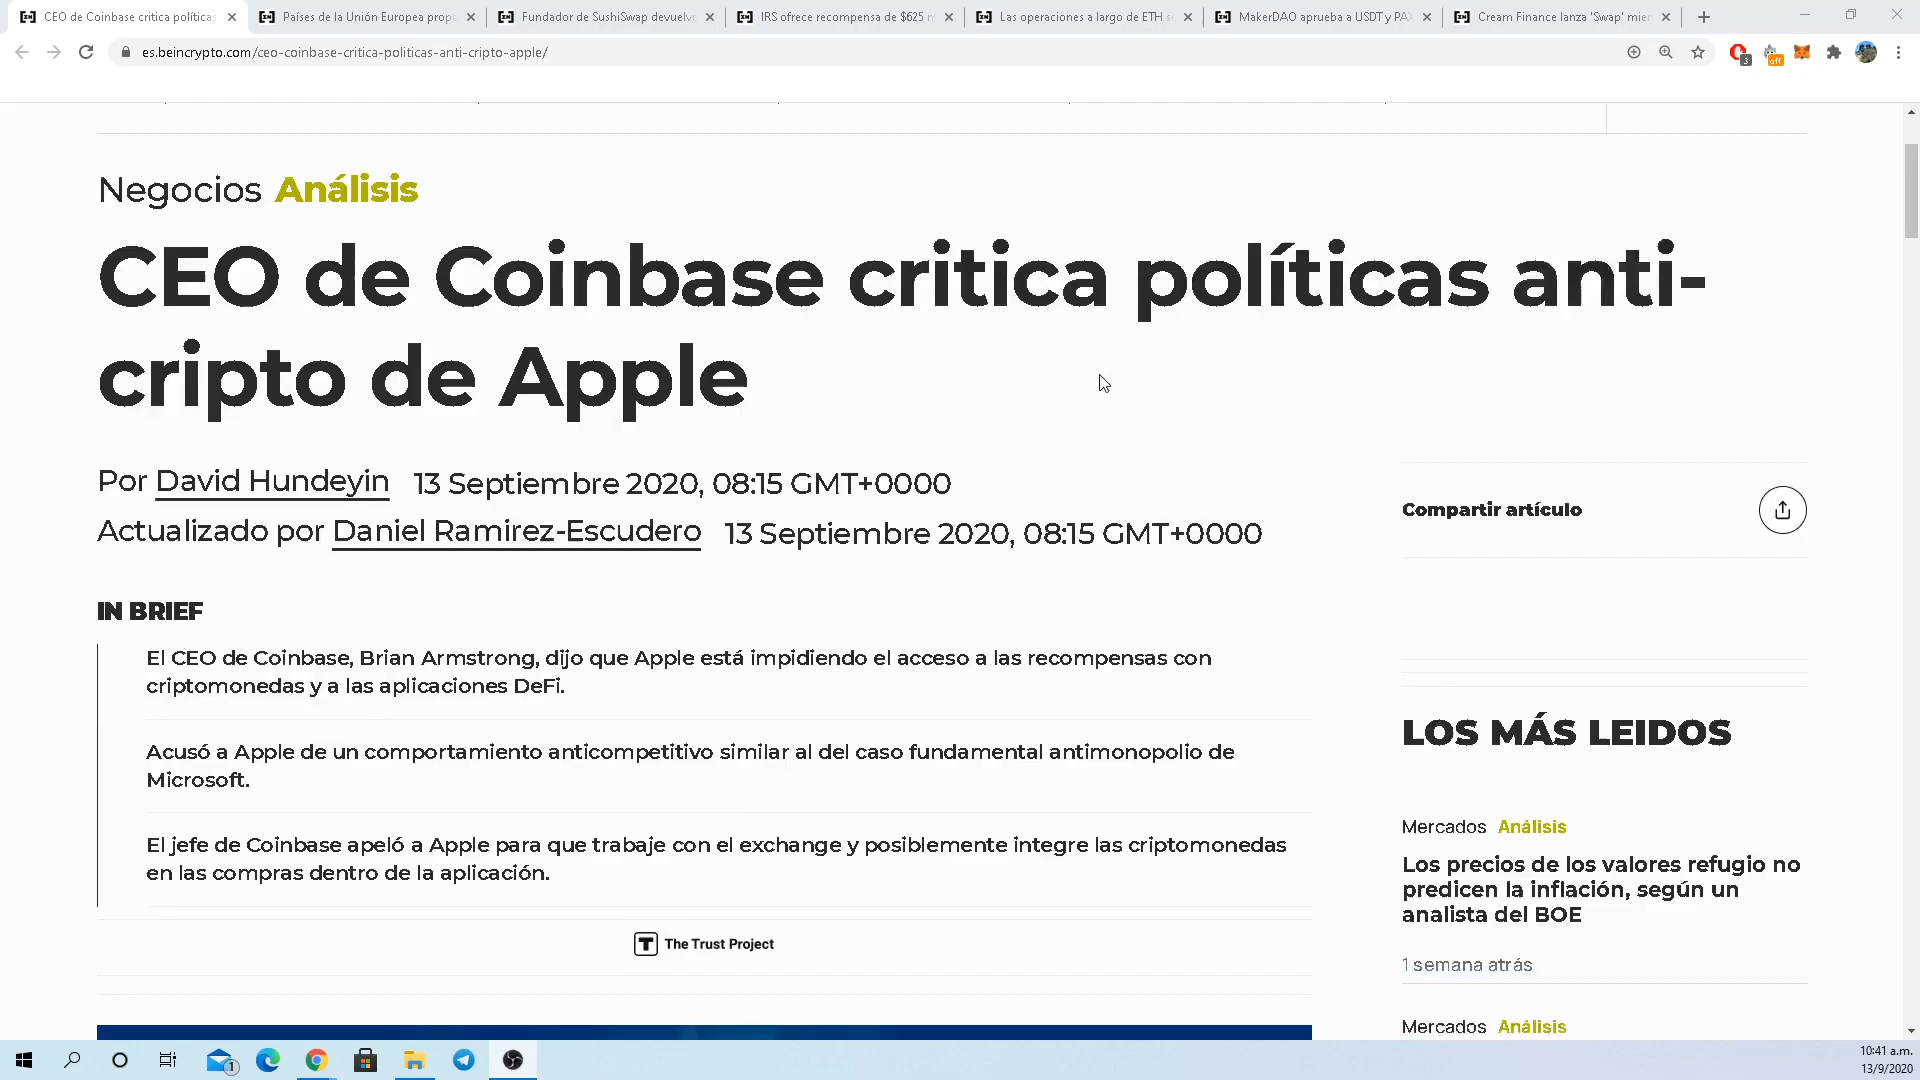 CEO de Coinbase critica políticas
Países de la Unión Europea propo
Fundador de SushiSwap devuelve
IRS ofrece recompensa de $625 m
Las operaciones a largo de ETH s
MakerDAO aprueba a USDT y PAX
Cream Finance lanza 'Swap' mien
es.beincrypto.com/ceo-coinbase-critica-politicas-anti-cripto-apple/
3
off
Negocios Análisis
CEO de Coinbase critica políticas anti-
cripto de Apple
Por David Hundeyin 13 Septiembre 2020, 08:15 GMT+0000
Actualizado por Daniel Ramirez-Escudero 13 Septiembre 2020, 08:15 GMT+0000
Compartir artículo
IN BRIEF
El CEO de Coinbase, Brian Armstrong, dijo que Apple está impidiendo el acceso a las recompensas con
criptomonedas y a las aplicaciones DeFi.
Acusó a Apple de un comportamiento anticompetitivo similar al del caso fundamental antimonopolio de
Microsoft.
El jefe de Coinbase apeló a Apple para que trabaje con el exchange y posiblemente integre las criptomonedas
en las compras dentro de la aplicación.
T The Trust Project
LOS MÁS LEIDOS
Mercados Análisis
Los precios de los valores refugio no
predicen la inflación, según un
analista del BOE
1 semana atrás
Mercados Análisis
1
10:41 a.m.
13/9/2020